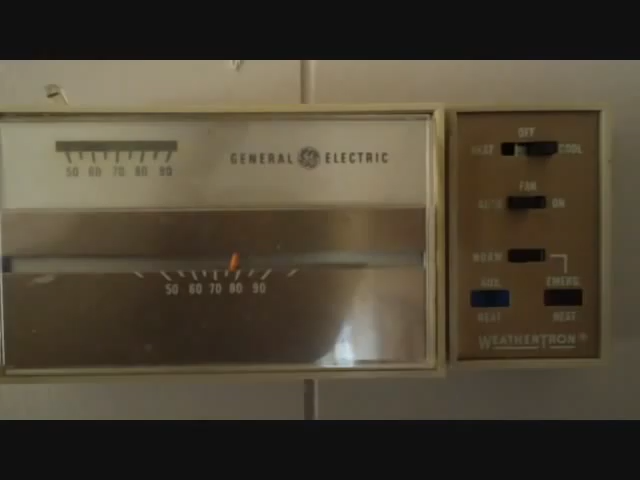 50 60 70 80 90
GENERAL GE ELECTRIC
50 60 70 80 90
OFF
HEAT COOL
FAN
AUTO ON
NORM
AUX. EMERG.
HEAT HEAT
WEATHERTRON®